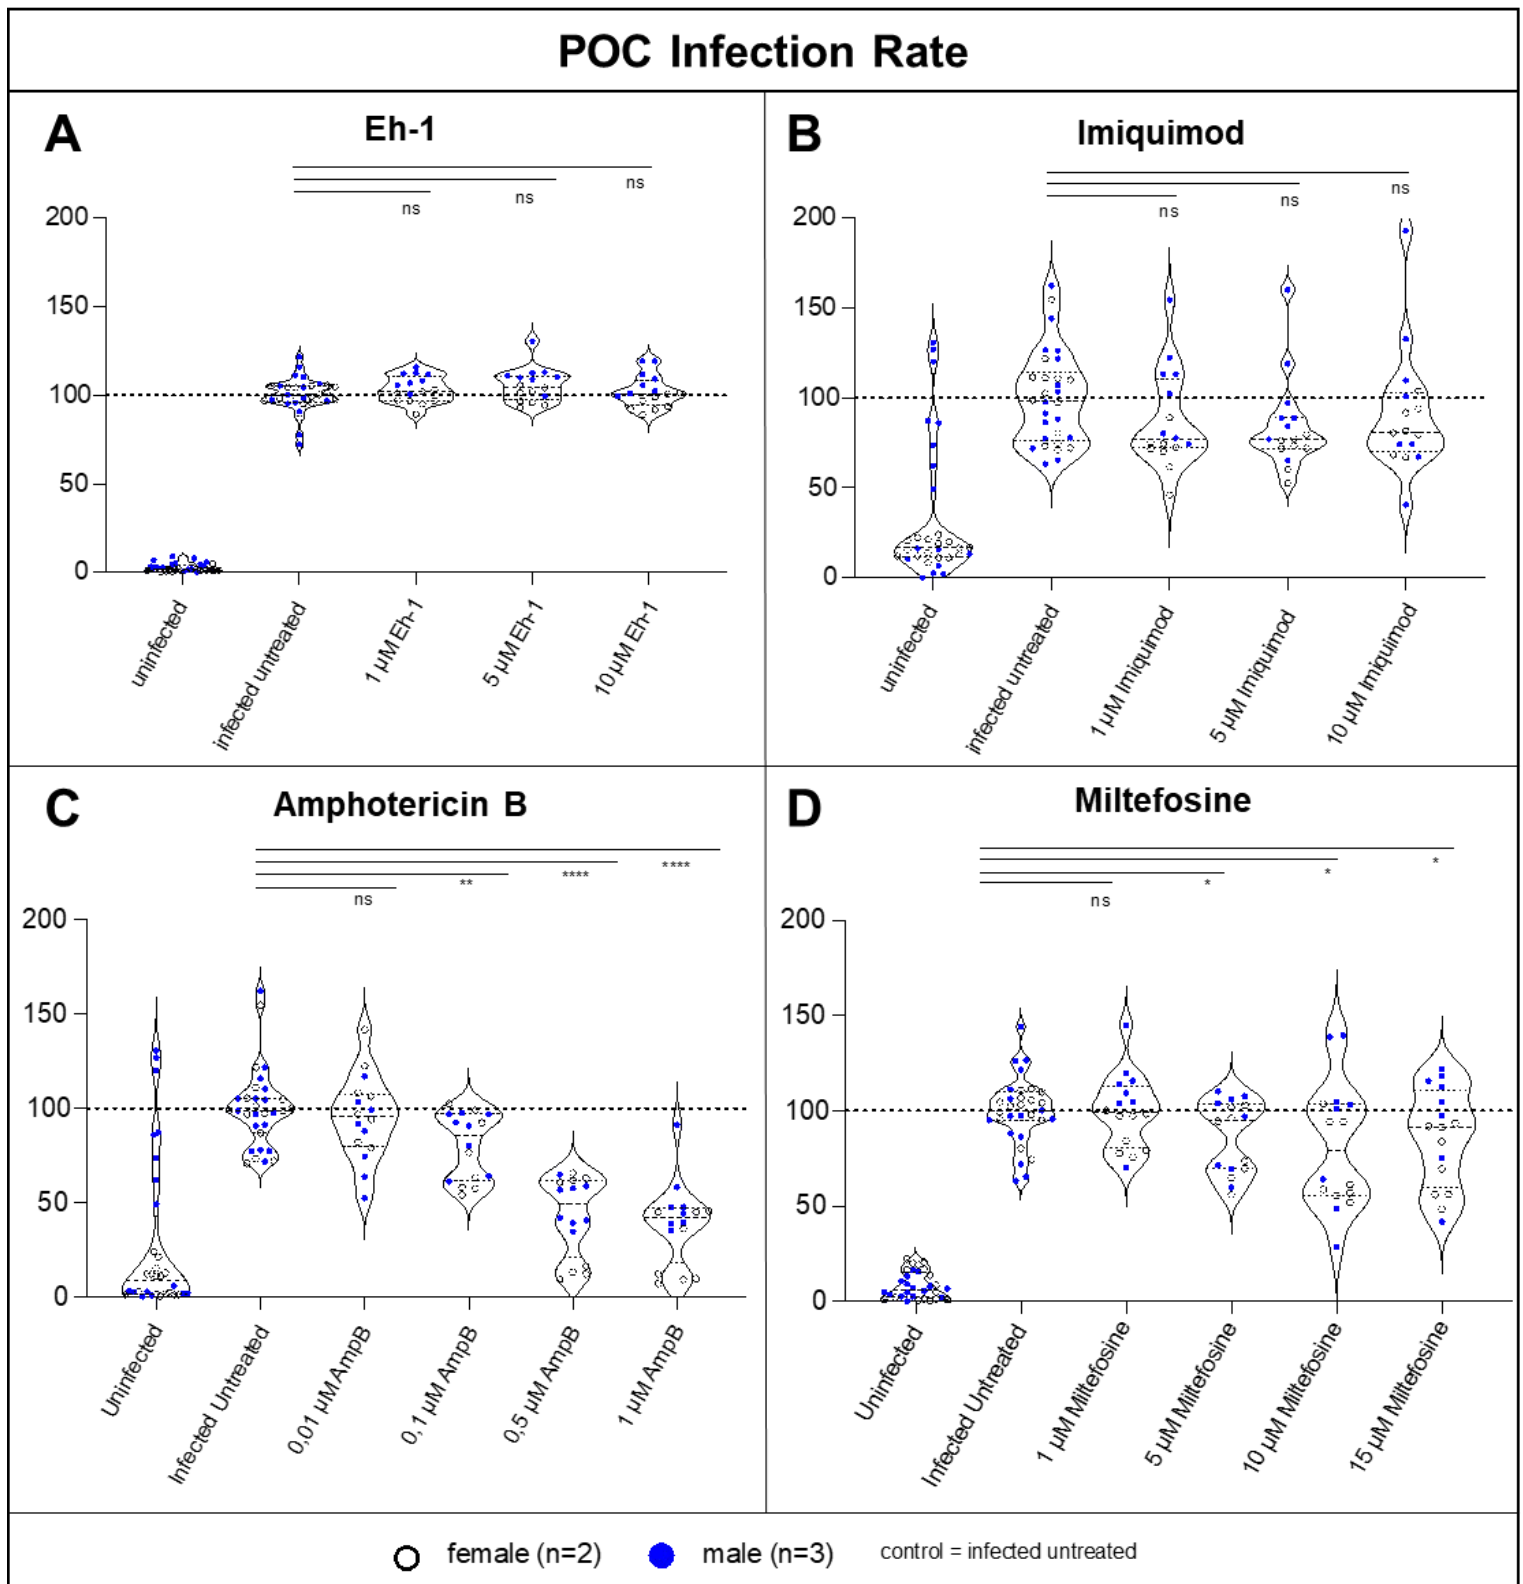 POC Infection Rate
A
Eh-1
ns
ns
ns
200
150
100
50
0
uninfected
infected untreated
1 µM Eh-1
5 µM Eh-1
10 µM Eh-1
B
Imiquimod
ns
ns
ns
200
150
100
50
0
uninfected
infected untreated
1 µM Imiquimod
5 µM Imiquimod
10 µM Imiquimod
C
Amphotericin B
****
****
**
ns
200
150
100
50
0
Uninfected
Infected Untreated
0,01 µM AmpB
0,1 µM AmpB
0,5 µM AmpB
1 µM AmpB
D
Miltefosine
*
*
*
ns
200
150
100
50
0
Uninfected
Infected Untreated
1 µM Miltefosine
5 µM Miltefosine
10 µM Miltefosine
15 µM Miltefosine
female (n=2) male (n=3) control = infected untreated